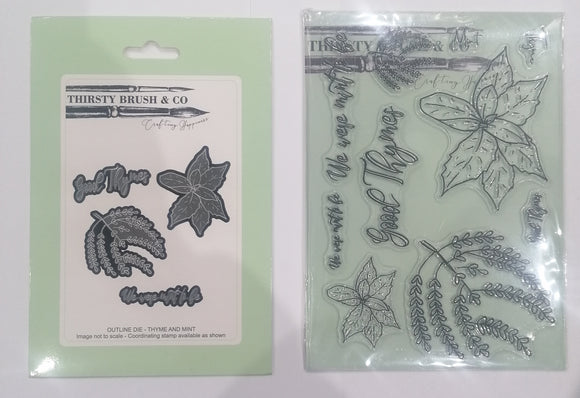 THIRSTY BRUSH & CO
Crafting Happiness
Good Thymes
We were mint to be
OUTLINE DIE - THYME AND MINT
Image not to scale - Coordinating stamp available as shown
THIRSTY BRUSH & CO
Crafting Happiness
We were mint
Good Thymes
We were mint to be